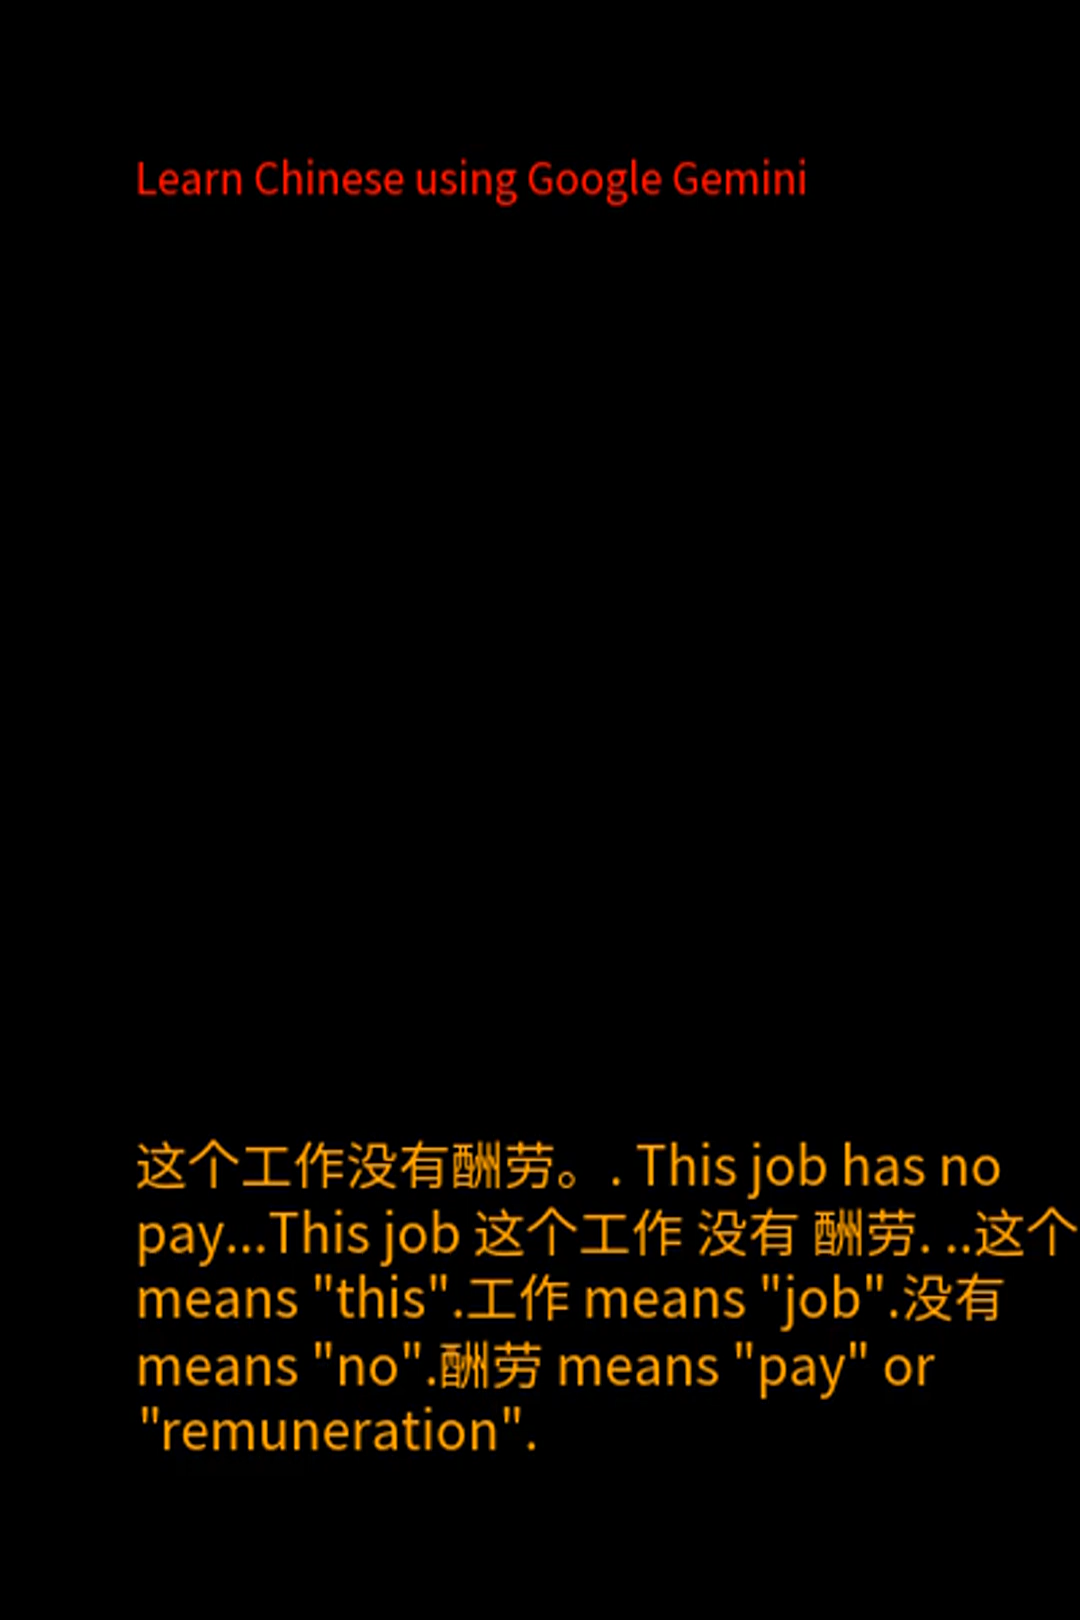 Learn Chinese using Google Gemini
这个工作没有酬劳。. This job has no
pay...This job 这个工作 没有 酬劳. ..这个
means "this".工作 means "job".没有
means "no".酬劳 means "pay" or
"remuneration".